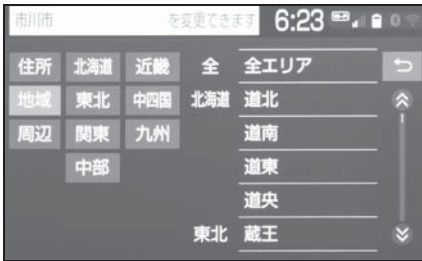 市川市 を変更できます 6:23
住所 北海道 近畿 全 全エリア
地域 東北 中四国 北海道 道北
周辺 関東 九州 道南
中部 道東
道央
東北 蔵王